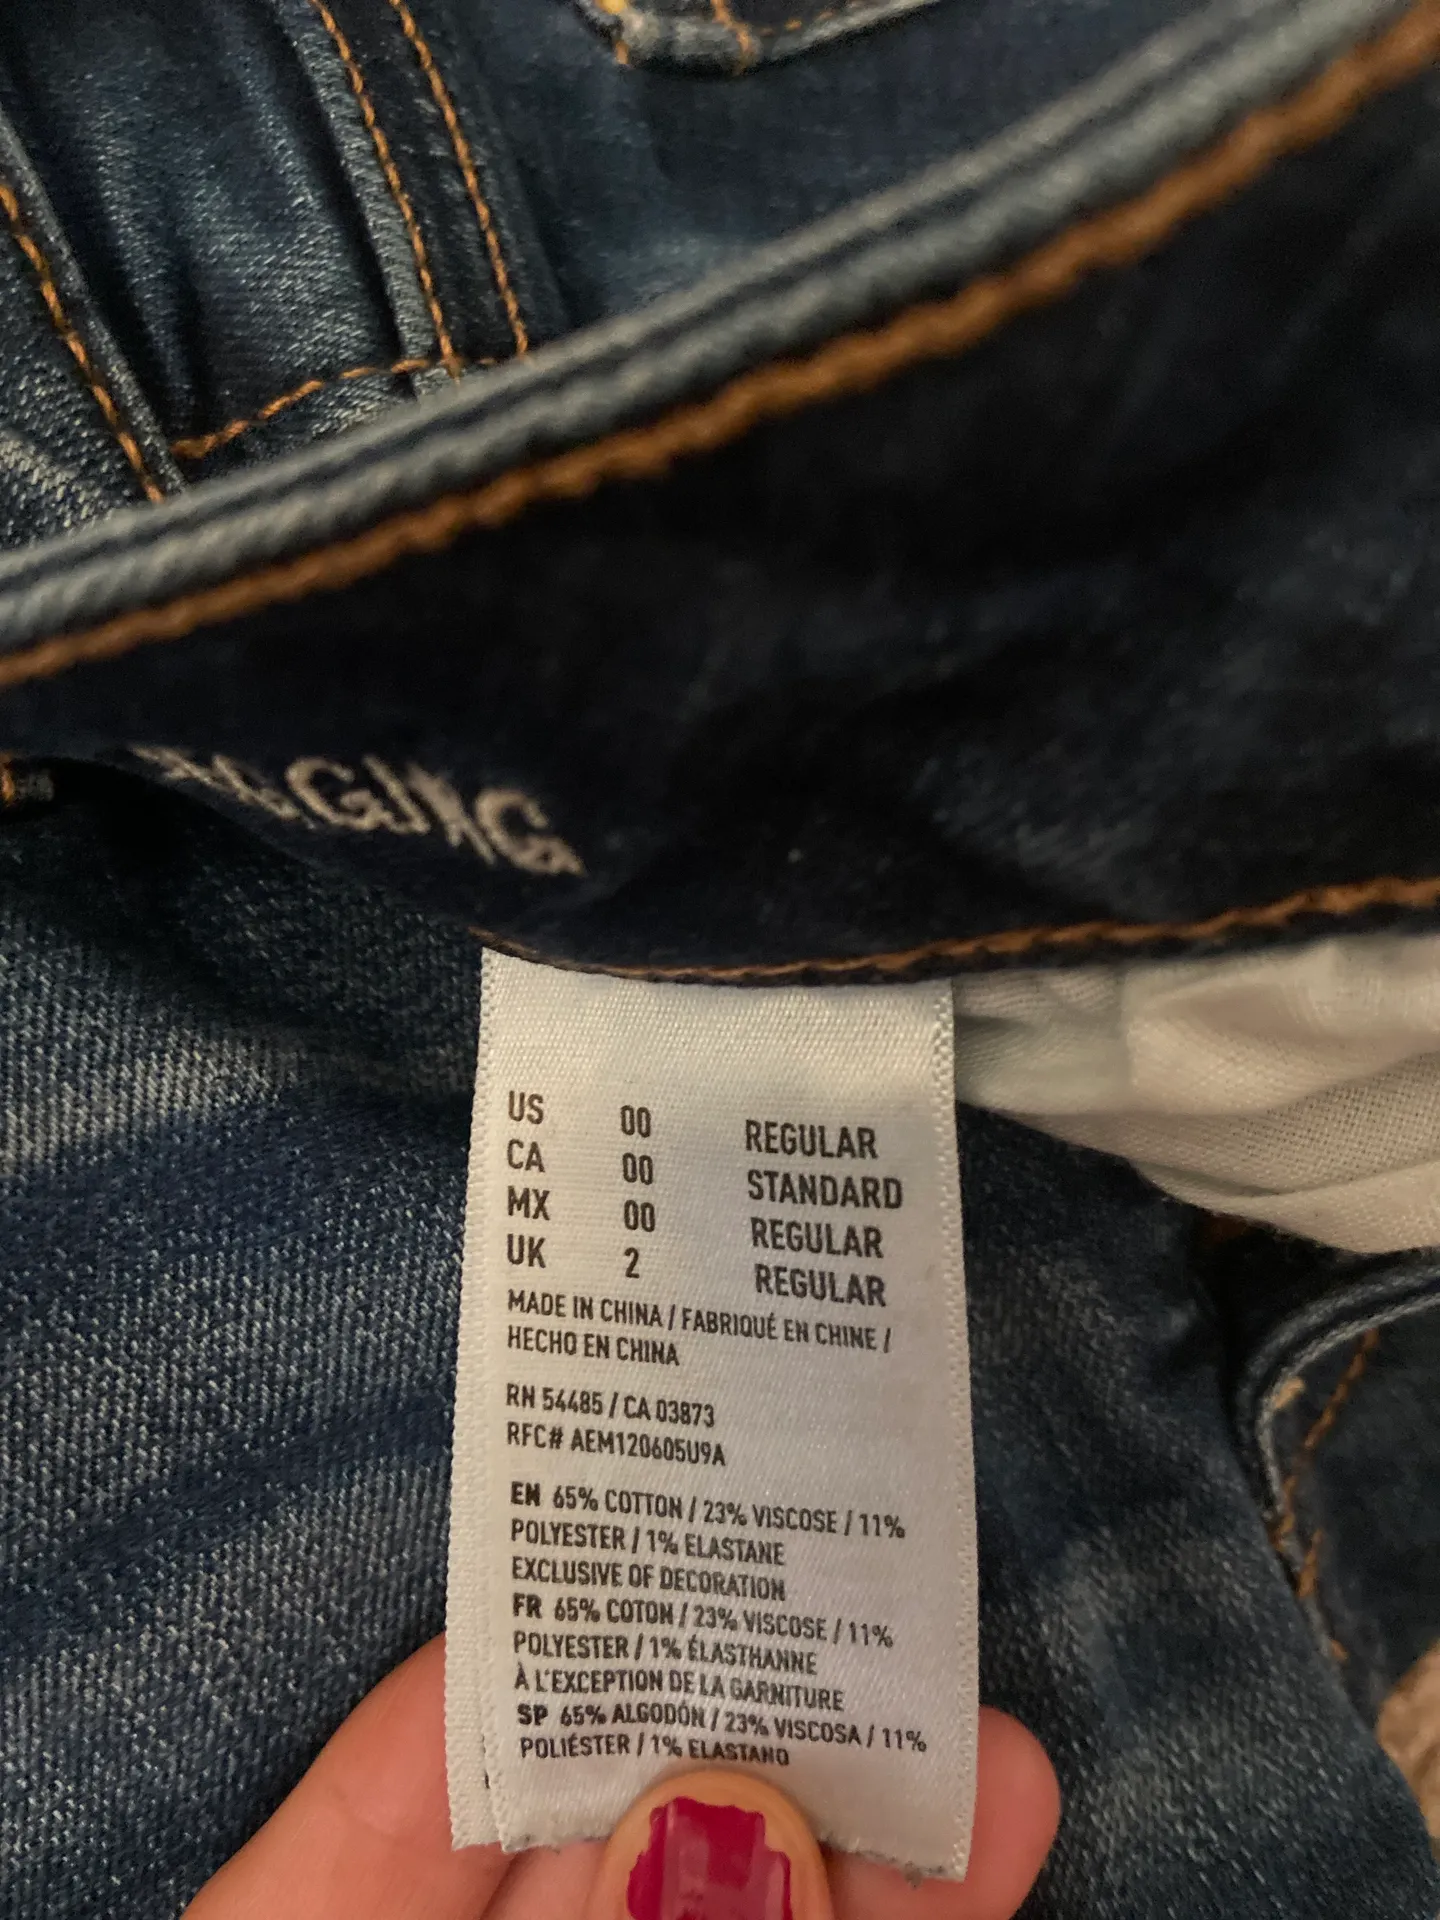 US 00 REGULAR
CA 00 STANDARD
MX 00 REGULAR
UK 2 REGULAR
MADE IN CHINA / FABRIQUÉ EN CHINE /
HECHO EN CHINA
RN 54485 / CA 03873
RFC# AEM120605U9A
EN 65% COTTON / 23% VISCOSE / 11%
POLYESTER / 1% ELASTANE
EXCLUSIVE OF DECORATION
FR 65% COTON / 23% VISCOSE / 11%
POLYESTER / 1% ÉLASTHANNE
À L'EXCEPTION DE LA GARNITURE
SP 65% ALGODÓN / 23% VISCOSA / 11%
POLIÉSTER / 1% ELASTANO